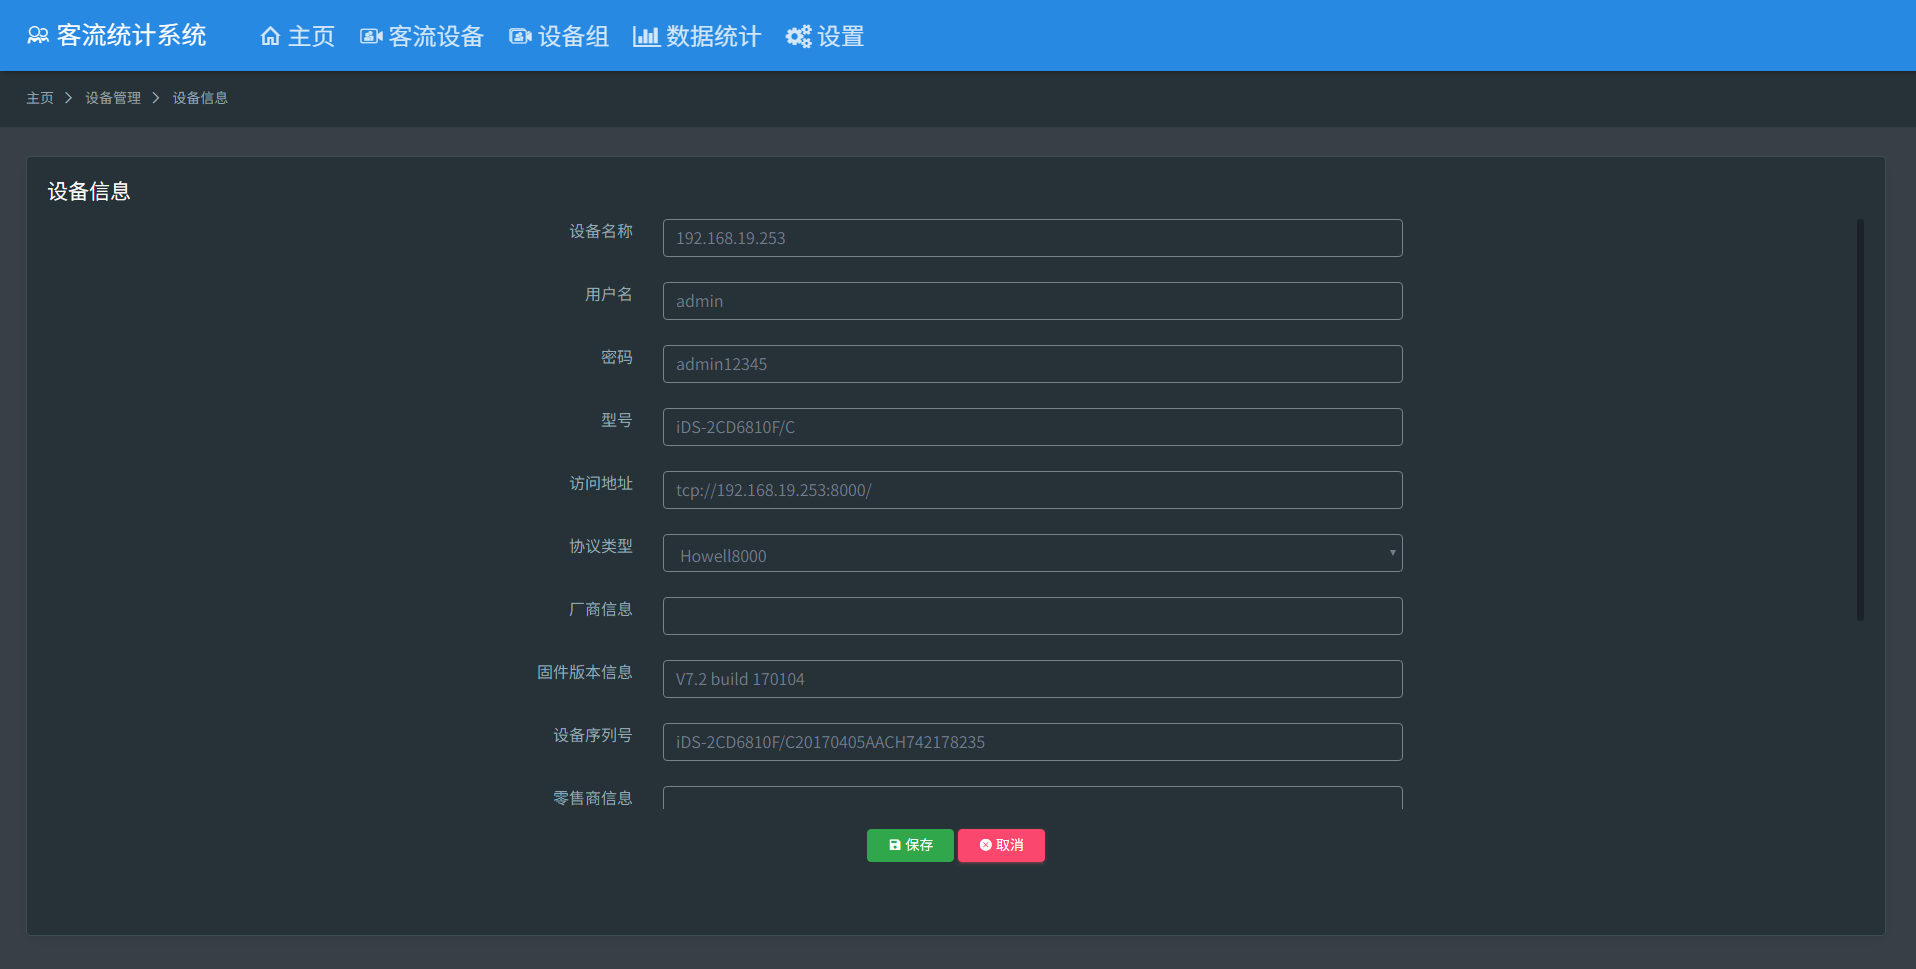 客流统计系统 主页 客流设备 设备组 数据统计 设置
主页 设备管理 设备信息
设备信息
设备名称 192.168.19.253
用户名 admin
密码 admin12345
型号 iDS-2CD6810F/C
访问地址 tcp://192.168.19.253:8000/
协议类型 Howell8000
厂商信息
固件版本信息 V7.2 build 170104
设备序列号 iDS-2CD6810F/C20170405AACH742178235
零售商信息
保存 取消